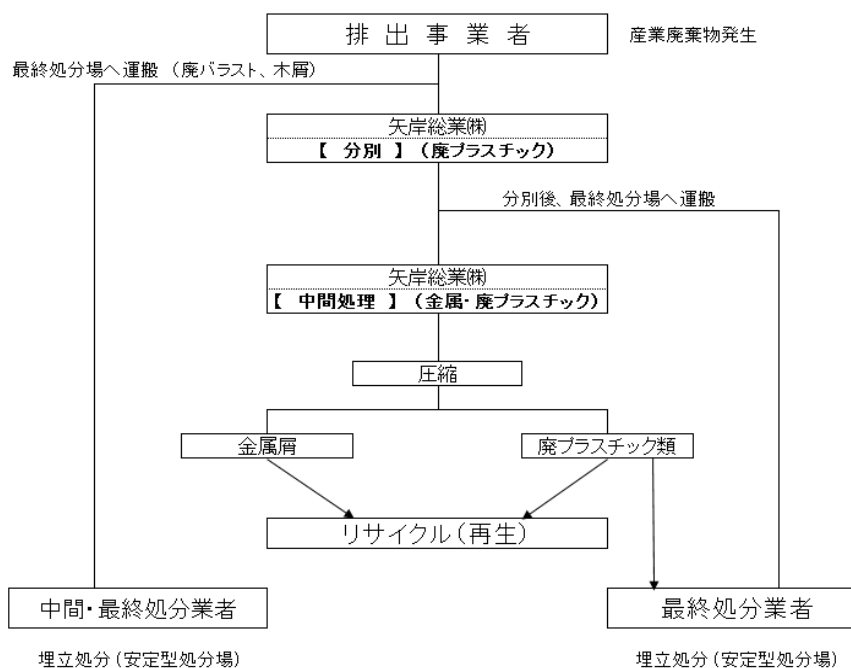 排出事業者
産業廃棄物発生
最終処分場へ運搬（廃バラスト、木屑）
矢岸総業㈱
【 分別 】（廃プラスチック）
分別後、最終処分場へ運搬
矢岸総業㈱
【 中間処理 】（金属・廃プラスチック）
圧縮
金属屑
廃プラスチック類
リサイクル（再生）
中間・最終処分業者
最終処分業者
埋立処分（安定型処分場）
埋立処分（安定型処分場）